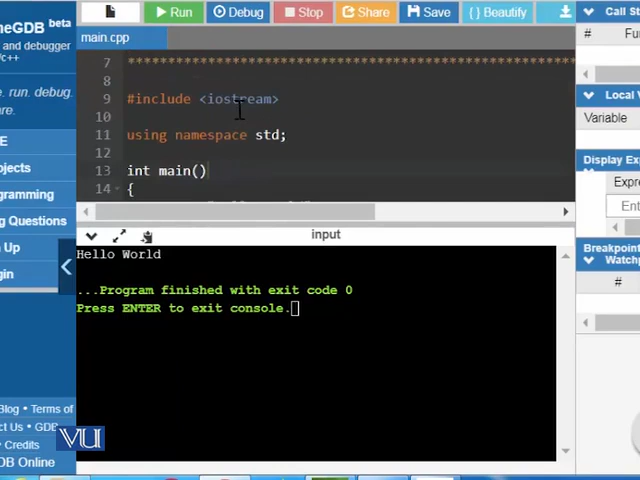 neGDB beta
and debugger
/c++
run. debug.
are.
E
ojects
gramming
ng Questions
Up
gin
Blog • Terms of
ct Us • GDB
Credits
DB Online
VU
Run
Debug
Stop
Share
Save
{ } Beautify
main.cpp
7
8
9 #include <iostream>
10
11 using namespace std;
12
13 int main()
14 {
input
Hello World
...Program finished with exit code 0
Press ENTER to exit console.
Call St
# Fu
Local V
Variable
Display Exp
Expre
Ent
Breakpoint
Watchp
#